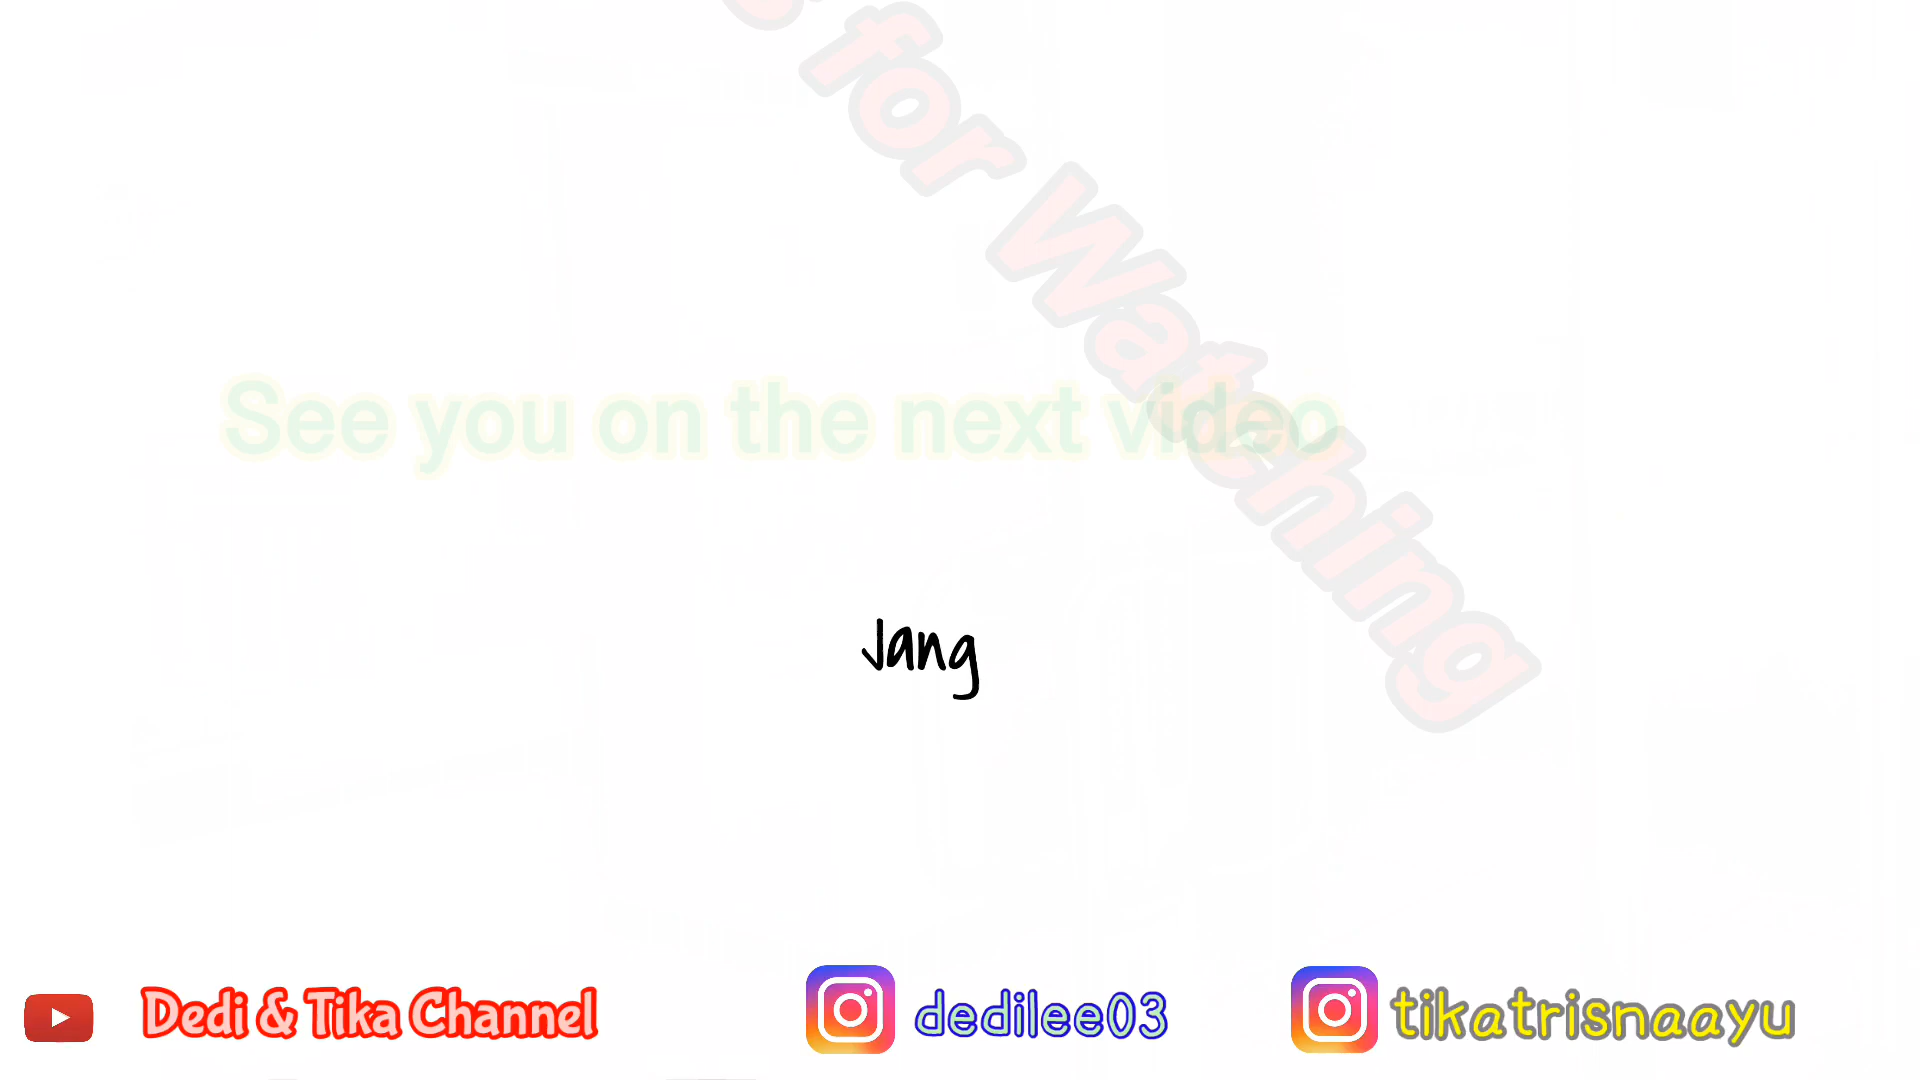 for Watching
See you on the next video
Jang
Dedi & Tika Channel
dedilee03
tikatrisnaayu